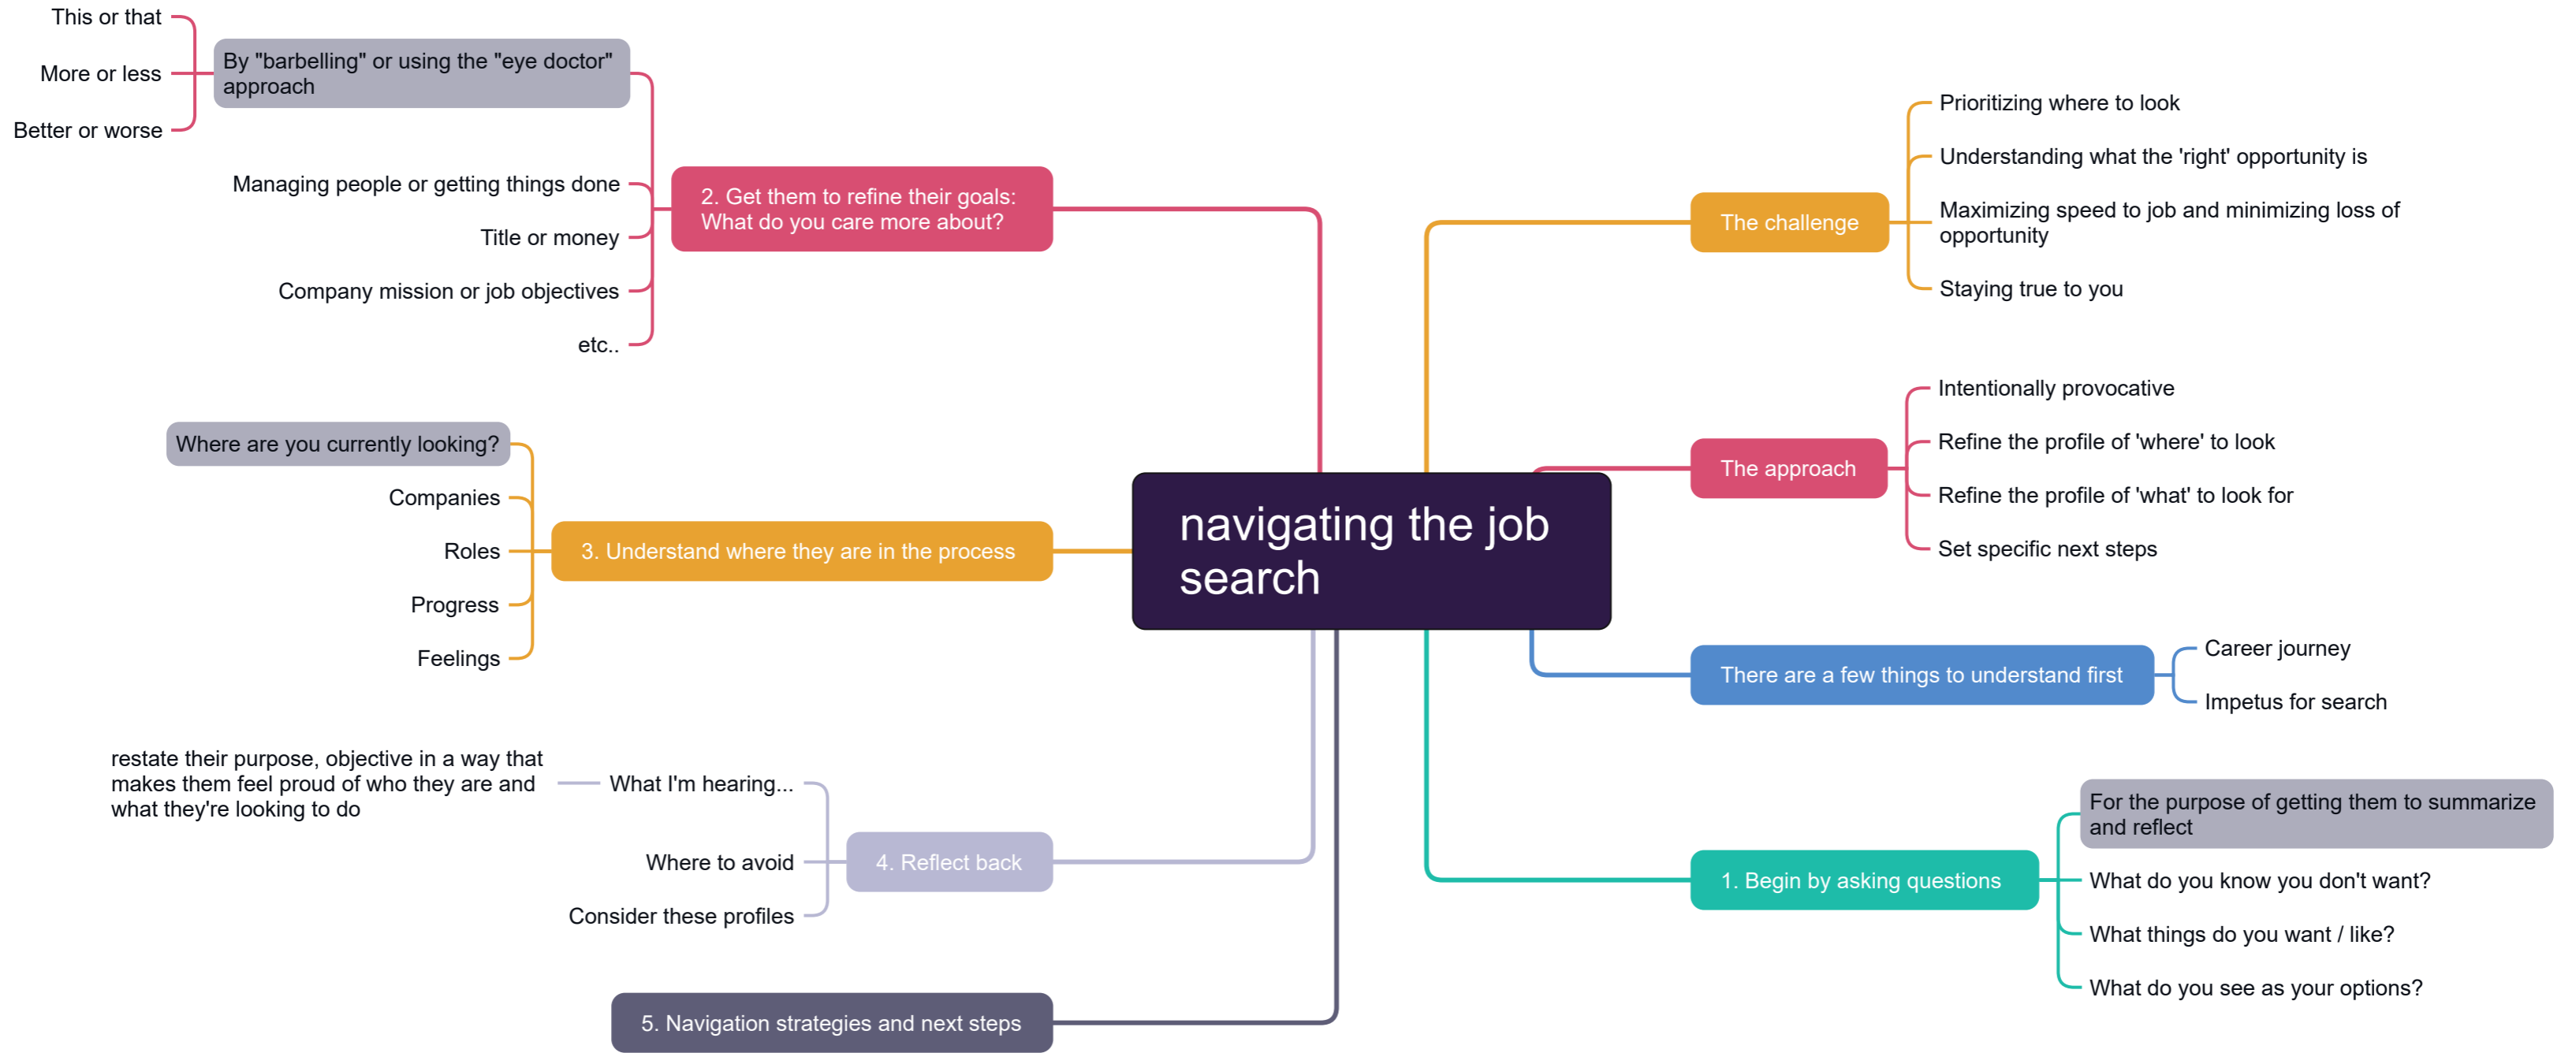 navigating the job
search
The challenge
Prioritizing where to look
Understanding what the 'right' opportunity is
Maximizing speed to job and minimizing loss of
opportunity
Staying true to you
The approach
Intentionally provocative
Refine the profile of 'where' to look
Refine the profile of 'what' to look for
Set specific next steps
There are a few things to understand first
Career journey
Impetus for search
1. Begin by asking questions
For the purpose of getting them to summarize
and reflect
What do you know you don't want?
What things do you want / like?
What do you see as your options?
2. Get them to refine their goals:
What do you care more about?
By "barbelling" or using the "eye doctor"
approach
This or that
More or less
Better or worse
Managing people or getting things done
Title or money
Company mission or job objectives
etc..
3. Understand where they are in the process
Where are you currently looking?
Companies
Roles
Progress
Feelings
4. Reflect back
What I'm hearing...
restate their purpose, objective in a way that
makes them feel proud of who they are and
what they're looking to do
Where to avoid
Consider these profiles
5. Navigation strategies and next steps